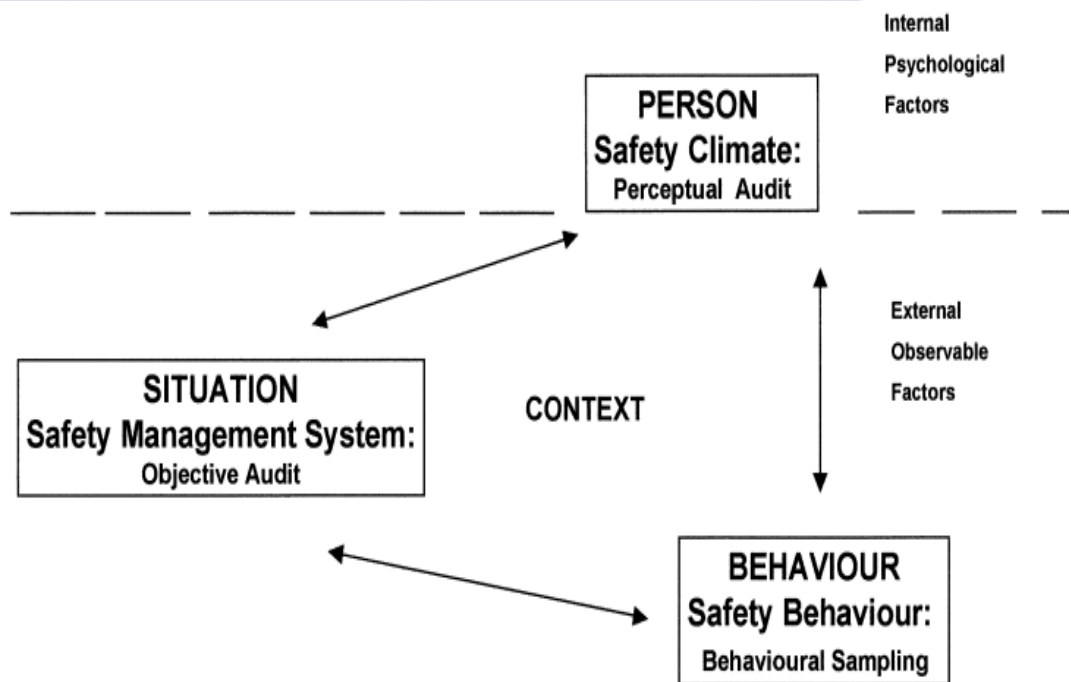 Internal
Psychological
Factors
PERSON
Safety Climate:
Perceptual Audit
External
Observable
Factors
SITUATION
Safety Management System:
Objective Audit
CONTEXT
BEHAVIOUR
Safety Behaviour:
Behavioural Sampling